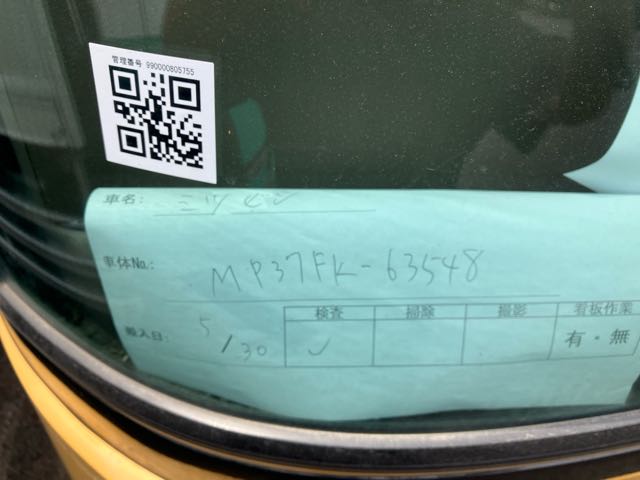 管理番号 990000805755
車名: ミツビシ
車体No.: MP37FK-63548
検査 掃除 撮影 看板作業
搬入日: 5/30 ✓ 有・無